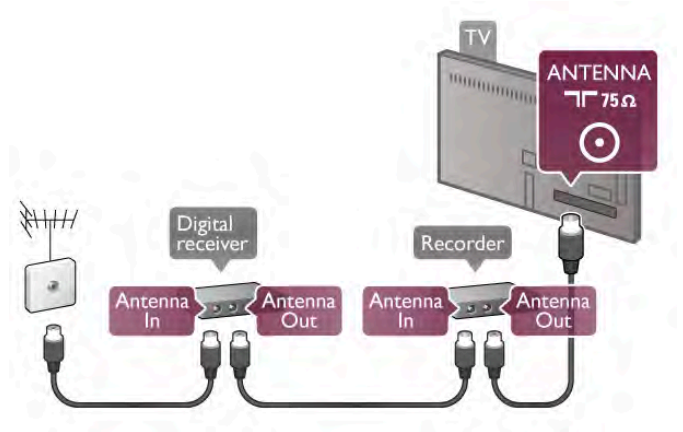 TV
ANTENNA
75Ω
Digital
receiver
Recorder
Antenna
In
Antenna
Out
Antenna
In
Antenna
Out